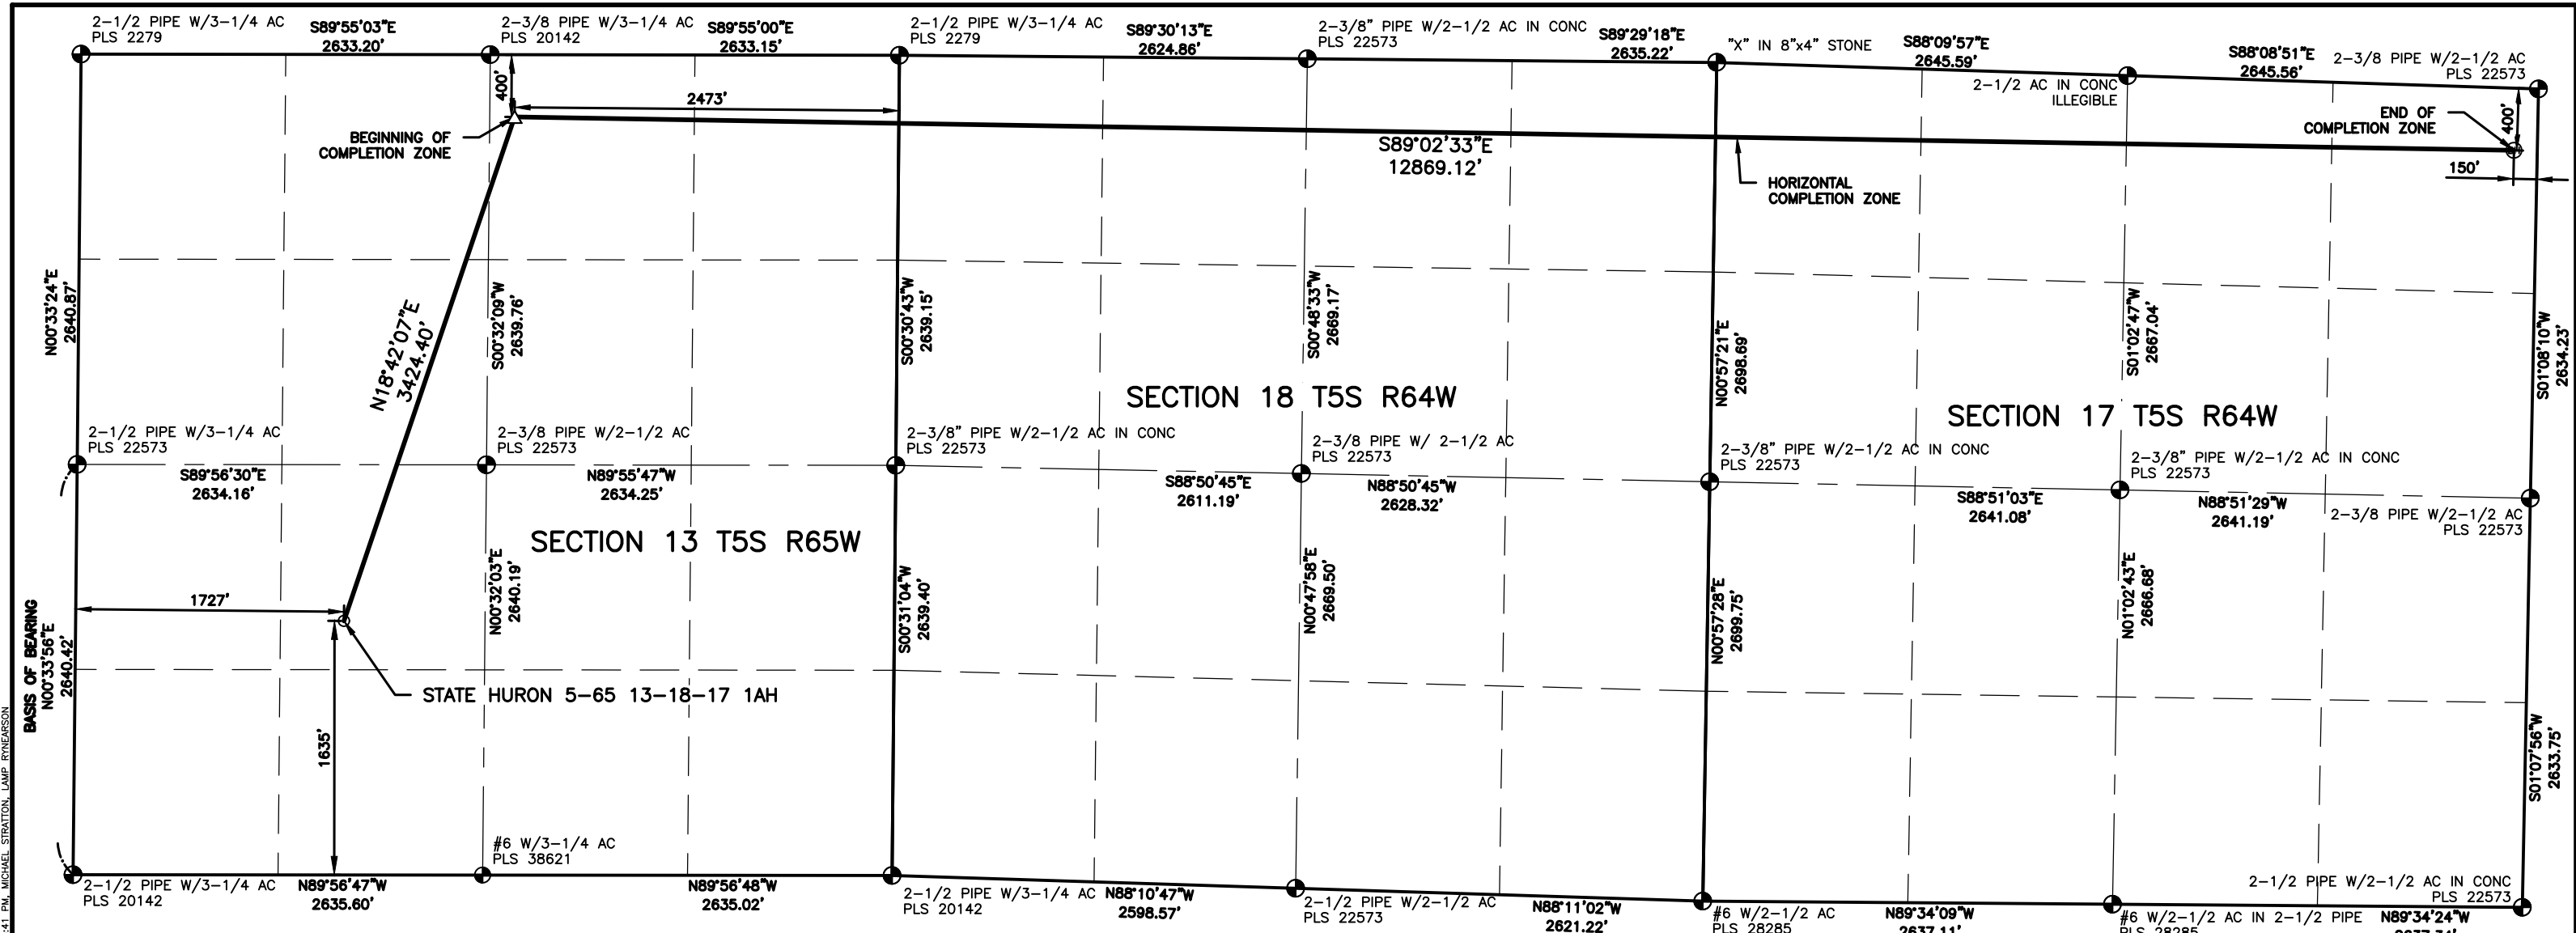 2-1/2 PIPE W/3-1/4 AC
PLS 2279
S89°55'03"E
2633.20'
2-3/8 PIPE W/3-1/4 AC
PLS 20142
S89°55'00"E
2633.15'
2-1/2 PIPE W/3-1/4 AC
PLS 2279
S89°30'13"E
2624.86'
2-3/8" PIPE W/2-1/2 AC IN CONC
PLS 22573
S89°29'18"E
2635.22'
"X" IN 8"x4" STONE
S88°09'57"E
2645.59'
2-1/2 AC IN CONC
ILLEGIBLE
S88°08'51"E
2645.56'
2-3/8 PIPE W/2-1/2 AC
PLS 22573
400'
2473'
BEGINNING OF
COMPLETION ZONE
S89°02'33"E
12869.12'
HORIZONTAL
COMPLETION ZONE
END OF
COMPLETION ZONE
400'
150'
N00°33'24"E
2640.87'
N18°42'07"E
3424.40'
S00°32'09"W
2639.76'
S00°30'43"W
2639.15'
S00°48'33"W
2669.17'
N00°57'21"E
2698.69'
S01°02'47"W
2667.04'
S01°08'10"W
2634.23'
SECTION 18 T5S R64W
SECTION 17 T5S R64W
2-1/2 PIPE W/3-1/4 AC
PLS 22573
S89°56'30"E
2634.16'
2-3/8 PIPE W/2-1/2 AC
PLS 22573
N89°55'47"W
2634.25'
2-3/8" PIPE W/2-1/2 AC IN CONC
PLS 22573
S88°50'45"E
2611.19'
2-3/8 PIPE W/ 2-1/2 AC
PLS 22573
N88°50'45"W
2628.32'
2-3/8" PIPE W/2-1/2 AC IN CONC
PLS 22573
S88°51'03"E
2641.08'
2-3/8" PIPE W/2-1/2 AC IN CONC
PLS 22573
N88°51'29"W
2641.19'
2-3/8 PIPE W/2-1/2 AC
PLS 22573
SECTION 13 T5S R65W
BASIS OF BEARING
N00°33'56"E
2640.42'
1727'
1635'
STATE HURON 5-65 13-18-17 1AH
N00°32'03"E
2640.19'
S00°31'04"W
2639.40'
N00°47'58"E
2669.50'
N00°57'28"E
2699.75'
N01°02'43"E
2666.68'
S01°07'56"W
2633.75'
:41 PM, MICHAEL STRATTON, LAMP RYNEARSON
2-1/2 PIPE W/3-1/4 AC
PLS 20142
N89°56'47"W
2635.60'
#6 W/3-1/4 AC
PLS 38621
N89°56'48"W
2635.02'
2-1/2 PIPE W/3-1/4 AC
PLS 20142
N88°10'47"W
2598.57'
2-1/2 PIPE W/2-1/2 AC
PLS 22573
N88°11'02"W
2621.22'
#6 W/2-1/2 AC
PLS 28285
N89°34'09"W
2637.11'
2-1/2 PIPE W/2-1/2 AC IN CONC
PLS 22573
#6 W/2-1/2 AC IN 2-1/2 PIPE
PLS 28285
N89°34'24"W